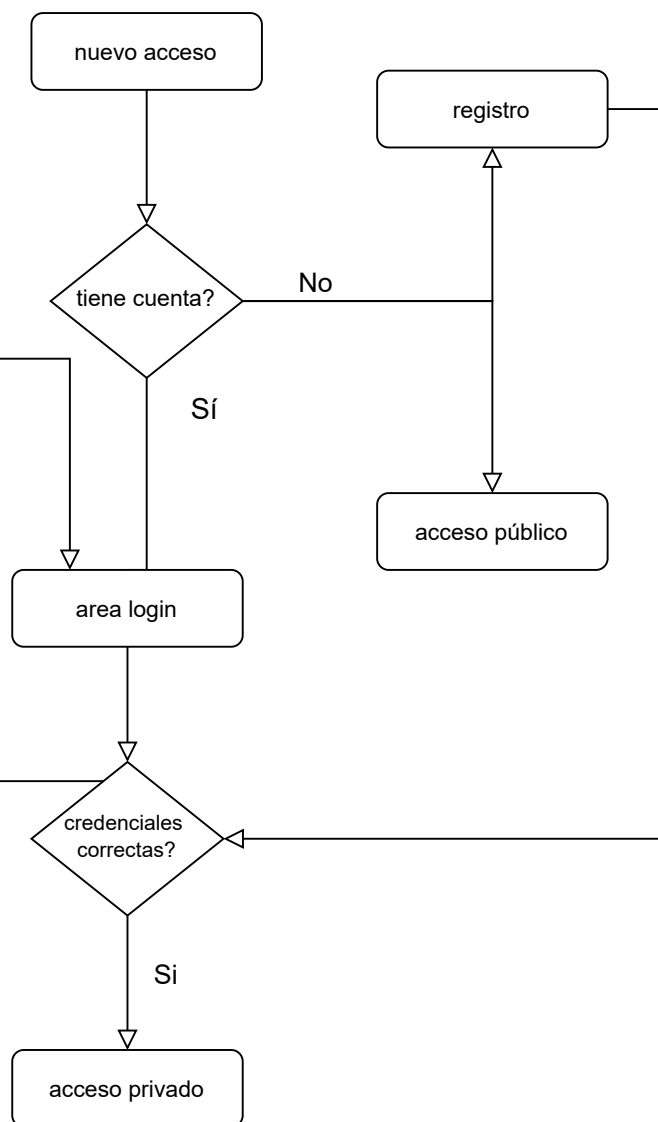 nuevo acceso
registro
tiene cuenta?
No
Sí
acceso público
area login
credenciales
correctas?
Si
acceso privado